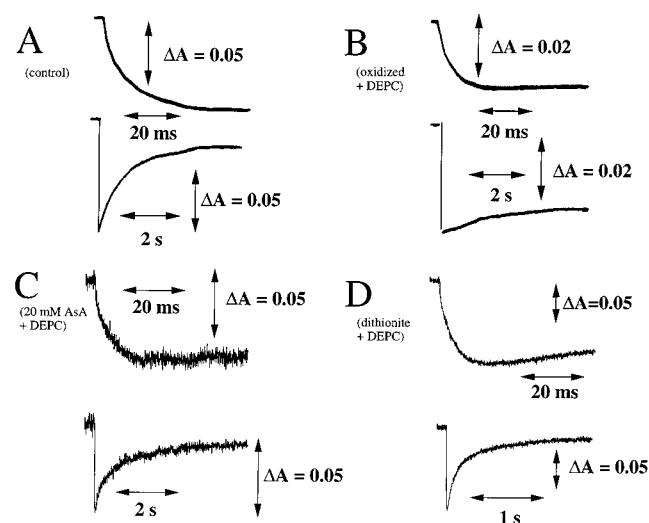 A
(control)
ΔA = 0.05
20 ms
ΔA = 0.05
2 s
B
(oxidized
+ DEPC)
ΔA = 0.02
20 ms
ΔA = 0.02
2 s
C
(20 mM AsA
+ DEPC)
20 ms
ΔA = 0.05
2 s
ΔA = 0.05
D
(dithionite
+ DEPC)
ΔA=0.05
20 ms
ΔA = 0.05
1 s